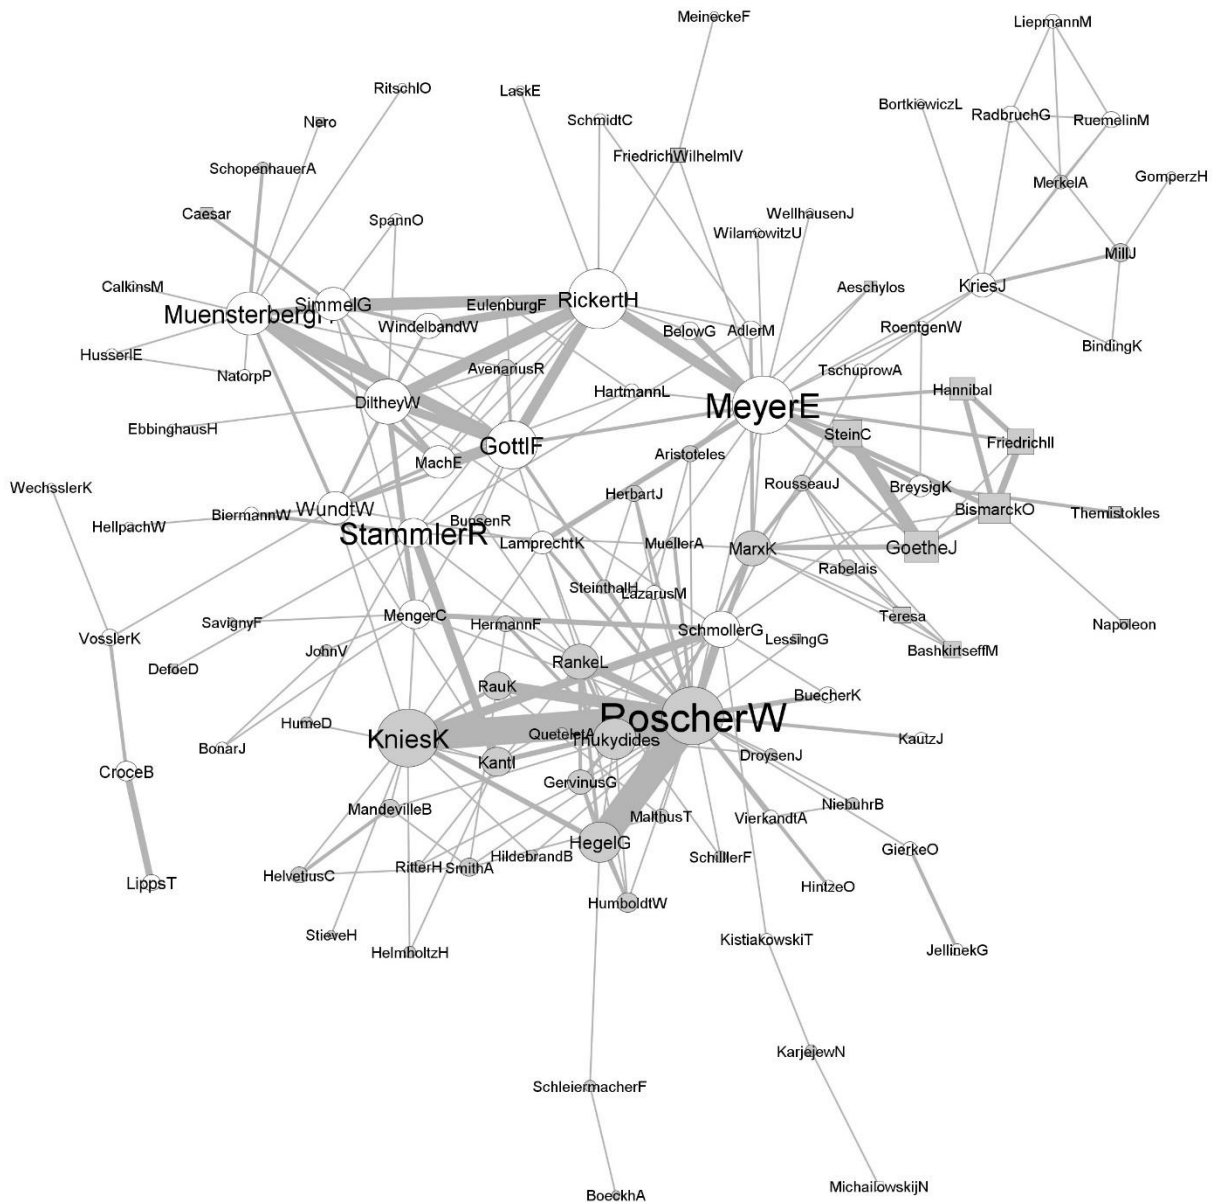 MeineckeF
LiepmannM
RitschlO
LaskE
BortkiewiczL
RadbruchG
RuemelinM
Nero
SchmidtC
FriedrichWilhelmIV
SchopenhauerA
MerkelA
GomperzH
Caesar
SpannO
WellhausenJ
WilamowitzU
MillJ
CalkinsM
SimmelG
Muensterberg
EulenburgF
RickertH
Aeschylos
KriesJ
WindelbandW
BelowG
AdlerM
RoentgenW
HusserlE
NatorpP
AvenariusR
TschuprowA
BindingK
DiltheyW
HartmannL
MeyerE
Hannibal
EbbinghausH
GottlF
SteinC
FriedrichII
MachE
Aristoteles
WechsslerK
HerbartJ
RousseauJ
BreysigK
HellpachW
BiermannW
WundtW
BismarckO
Themistokles
StammlerR
BunsenR
LamprechtK
MuellerA
MarxK
GoetheJ
Rabelais
SteinthalH
LazarusM
SavignyF
MengerC
HermannF
SchmollerG
LessingG
Teresa
Napoleon
VosslerK
JohnV
RankeL
BashkirtseffM
DefoeD
RauK
BuecherK
HumeD
RoscherW
BonarJ
KniesK
QueteletA
Thukydides
KautzJ
CroceB
KantI
DroysenJ
GervinusG
MandevilleB
MalthusT
VierkandtA
NiebuhrB
HegelG
GierkeO
HelvetiusC
RitterH
SmithA
HildebrandB
SchilllerF
LippsT
HumboldtW
HintzeO
StieveH
HelmholtzH
KistiakowskiT
JellinekG
KarjejewN
SchleiermacherF
BoeckhA
MichailowskijN